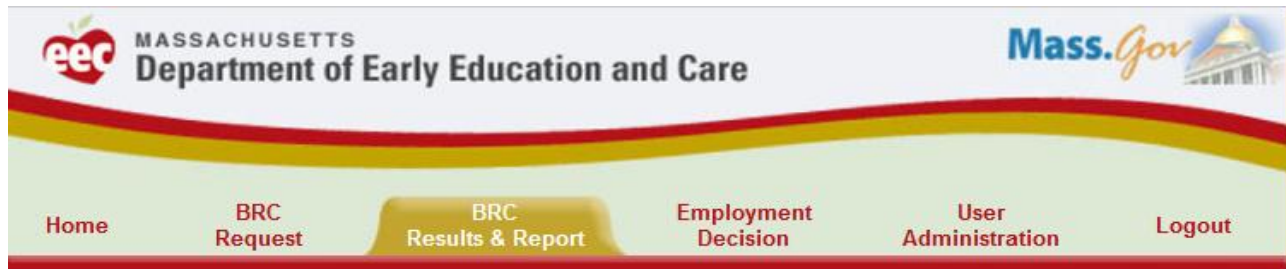 eec
MASSACHUSETTS
Department of Early Education and Care
Mass.Gov
Home
BRC
Request
BRC
Results & Report
Employment
Decision
User
Administration
Logout